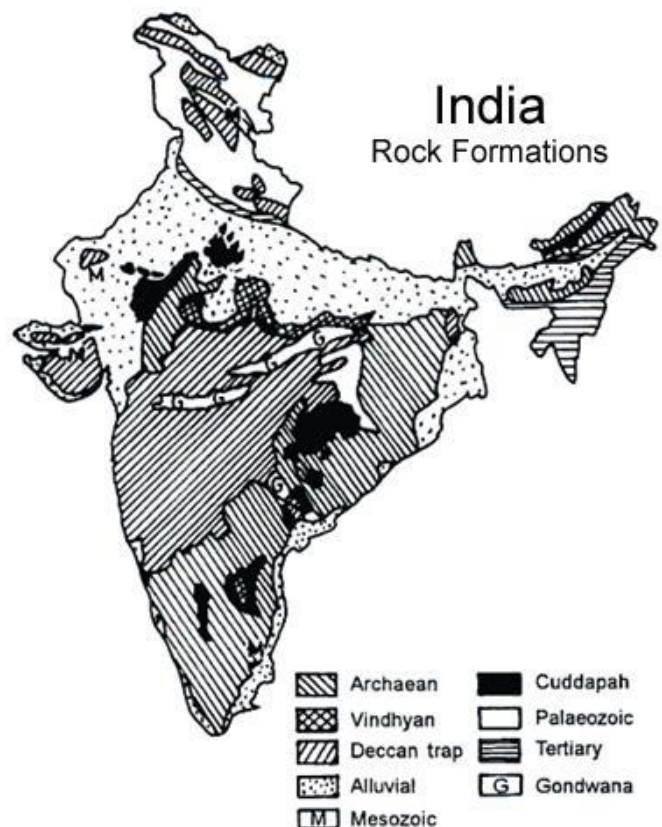 India
Rock Formations
M
M
M
G
G
G
G
M
Archaean
Cuddapah
Vindhyan
Palaeozoic
Deccan trap
Tertiary
Alluvial
G Gondwana
M Mesozoic